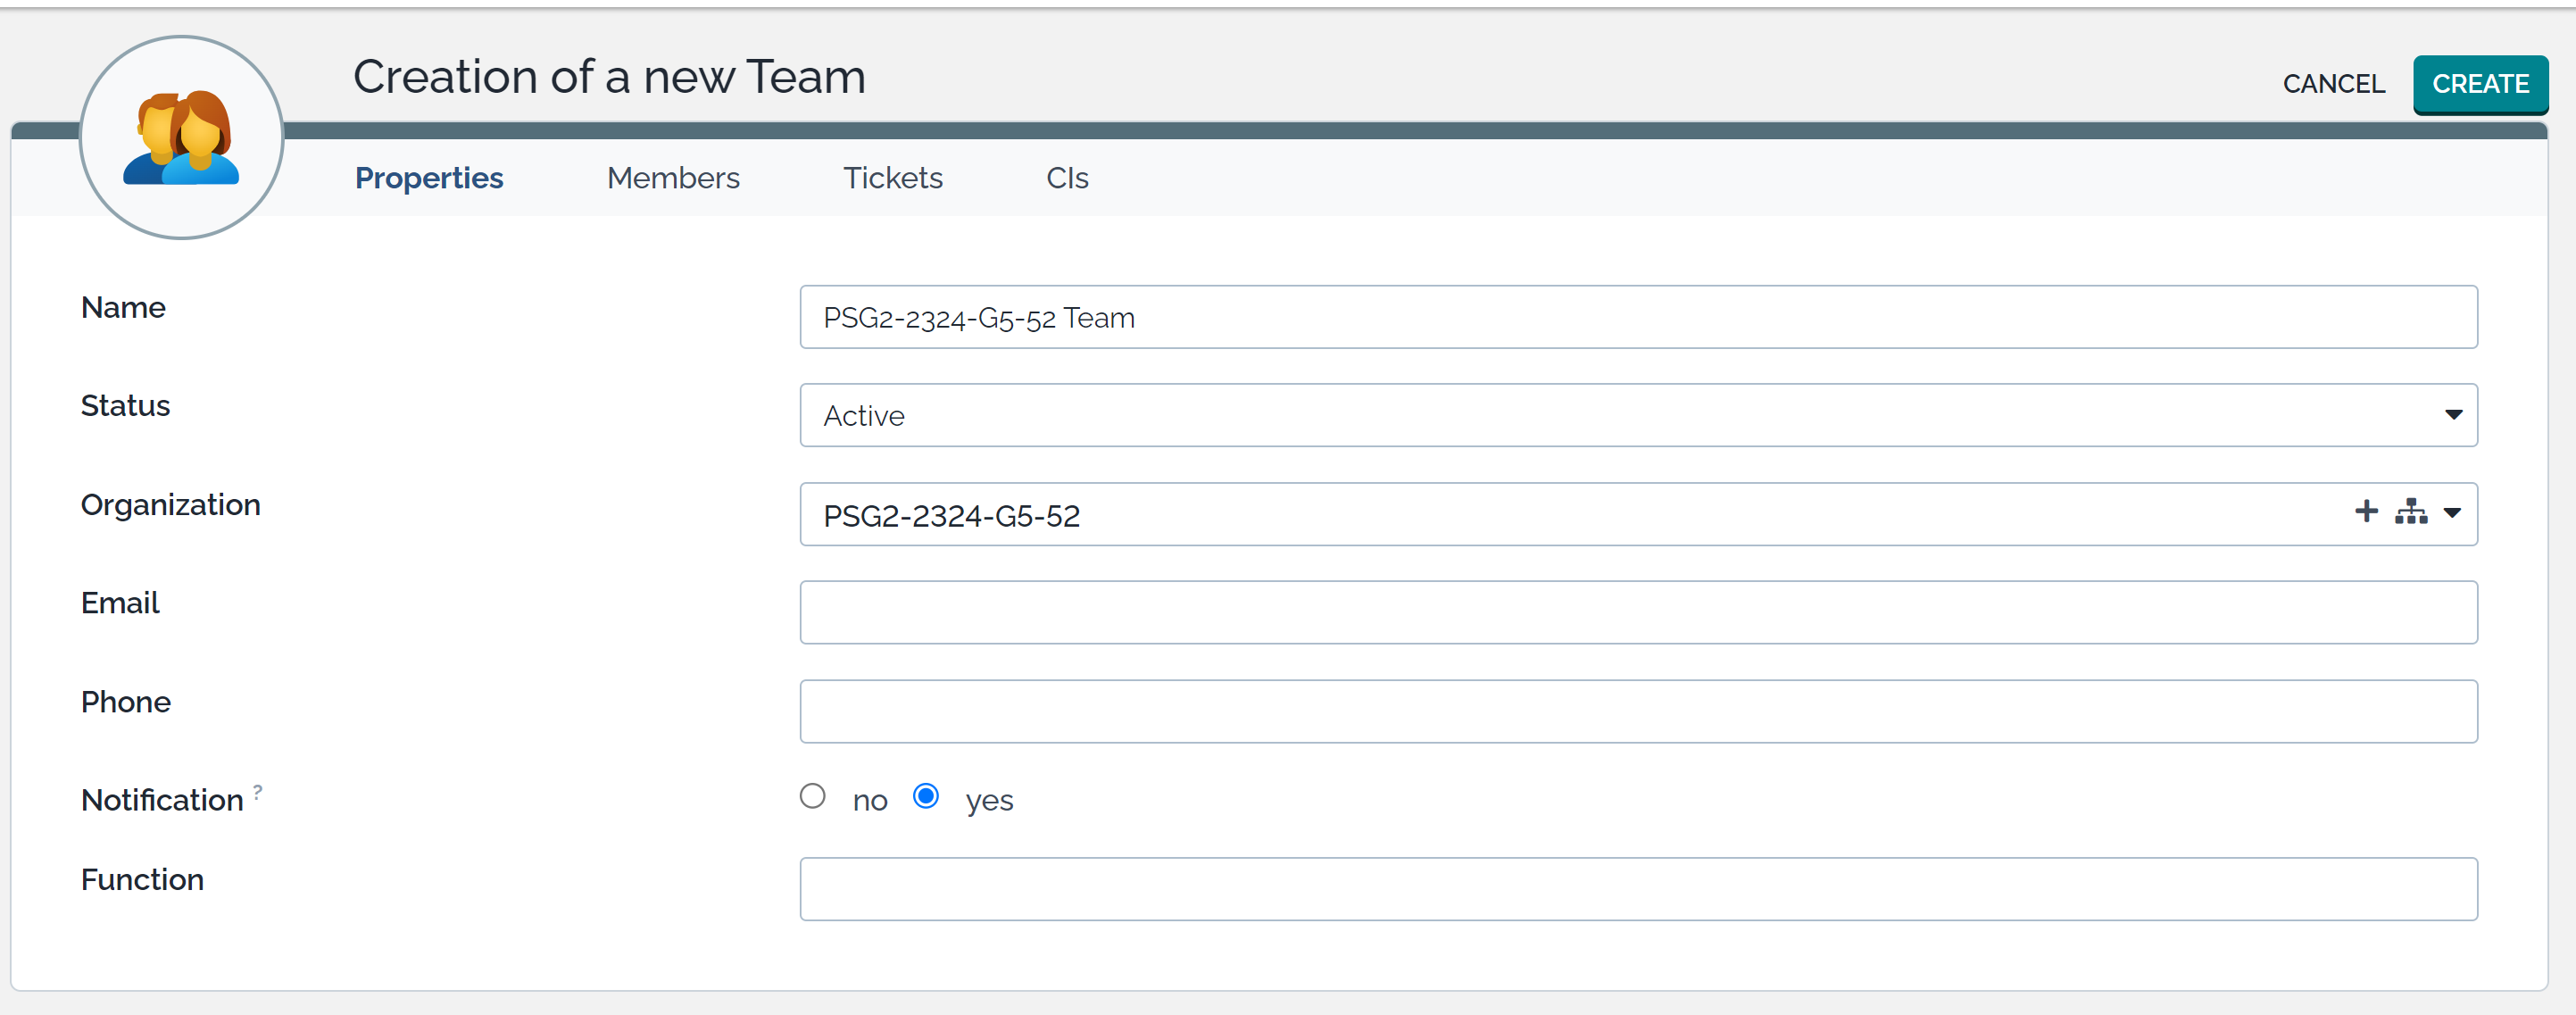 Creation of a new Team
CANCEL
CREATE
Properties
Members
Tickets
CIs
Name
PSG2-2324-G5-52 Team
Status
Active
Organization
PSG2-2324-G5-52
Email
Phone
Notification ?
no
yes
Function